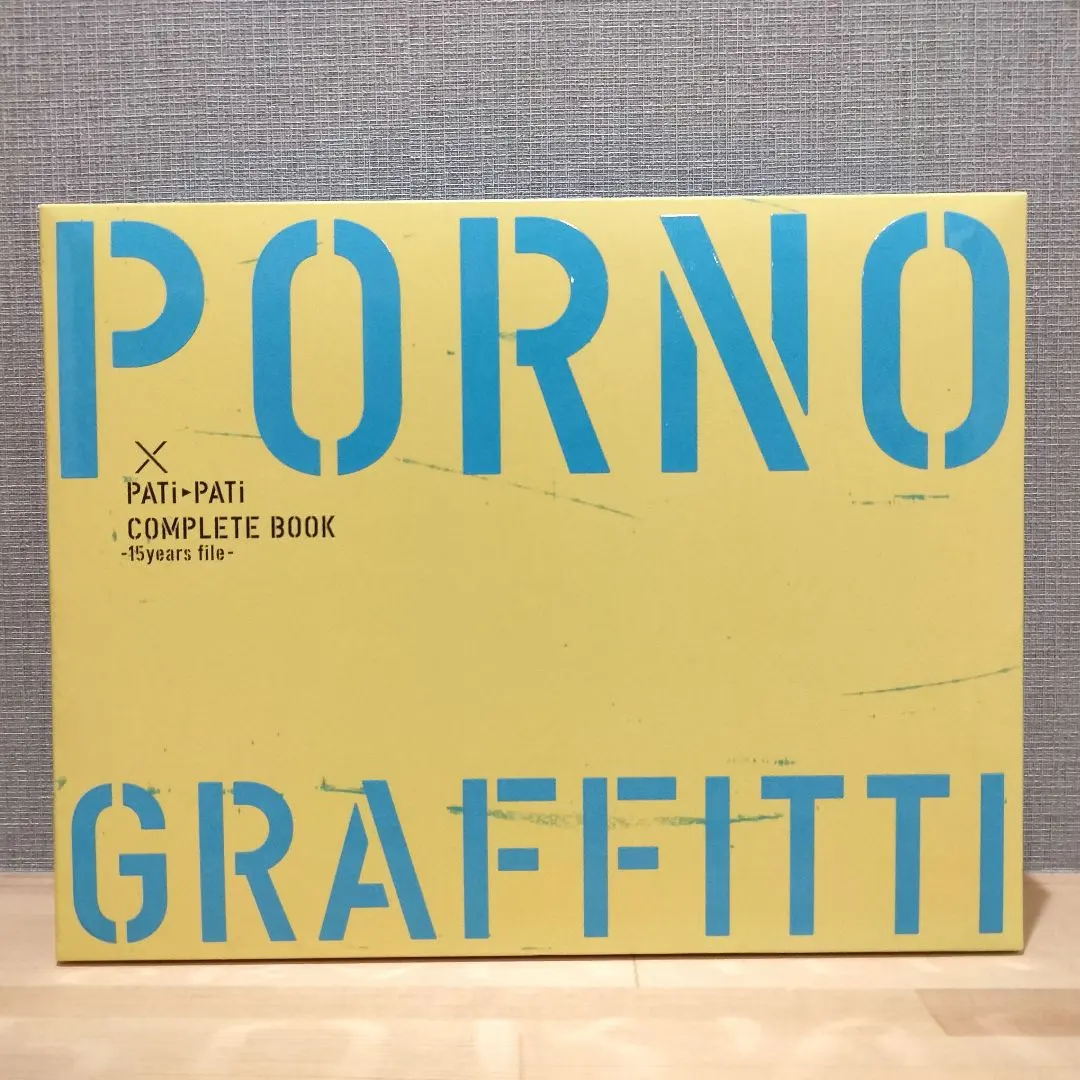 PORNO
×
PATi▸PATi
COMPLETE BOOK
-15years file-
GRAFFITTI